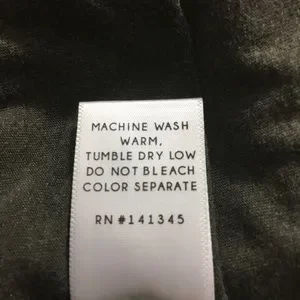 MACHINE WASH
WARM,
TUMBLE DRY LOW
DO NOT BLEACH
COLOR SEPARATE
RN #141345